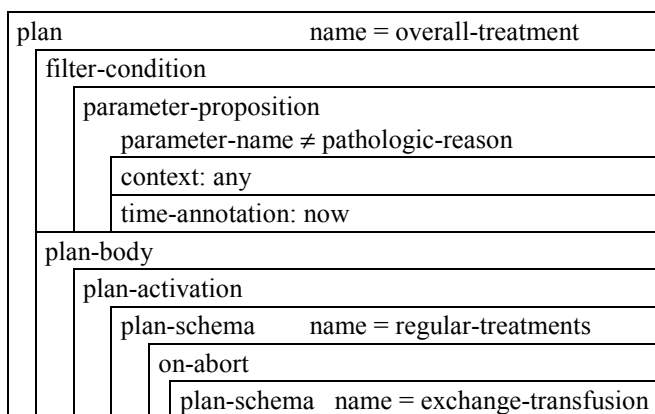 plan name = overall-treatment
filter-condition
parameter-proposition
parameter-name ≠ pathologic-reason
context: any
time-annotation: now
plan-body
plan-activation
plan-schema name = regular-treatments
on-abort
plan-schema name = exchange-transfusion